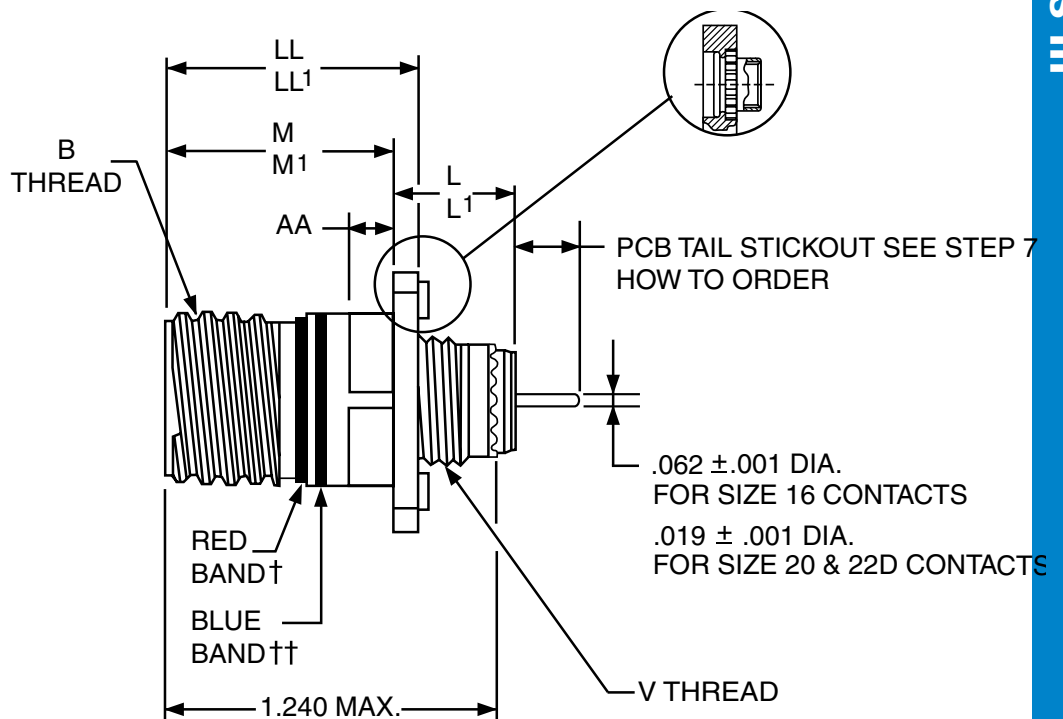 LL
LL1
M
M1
B
THREAD
L
L1
AA
PCB TAIL STICKOUT SEE STEP 7
HOW TO ORDER
.062 ±.001 DIA.
FOR SIZE 16 CONTACTS
.019 ± .001 DIA.
FOR SIZE 20 & 22D CONTACTS
RED
BAND†
BLUE
BAND††
V THREAD
1.240 MAX.